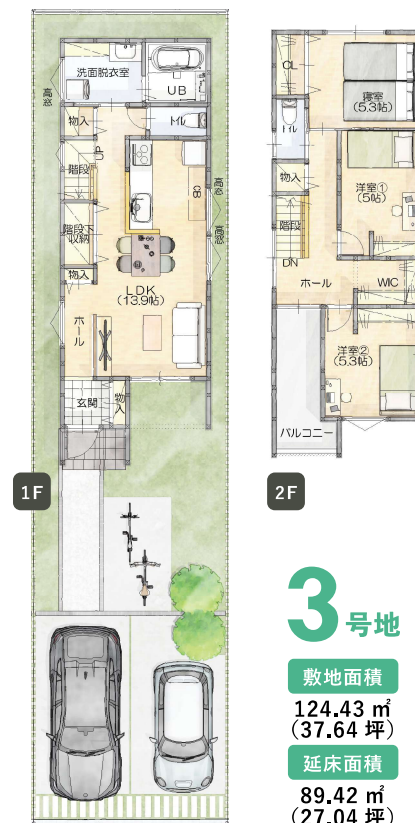 洗面脱衣室
UB
高窓
物入
トイレ
UP
階段
CB
高窓
高窓
階段下
収納
物入
LDK
(13.9帖)
ホール
玄関
物入
1F
CL
寝室
(5.3帖)
トイレ
洋室①
(5帖)
物入
階段
DN
ホール
WIC
洋室②
(5.3帖)
バルコニー
2F
3号地
敷地面積
124.43 ㎡
(37.64 坪)
延床面積
89.42 ㎡
(27.04 坪)